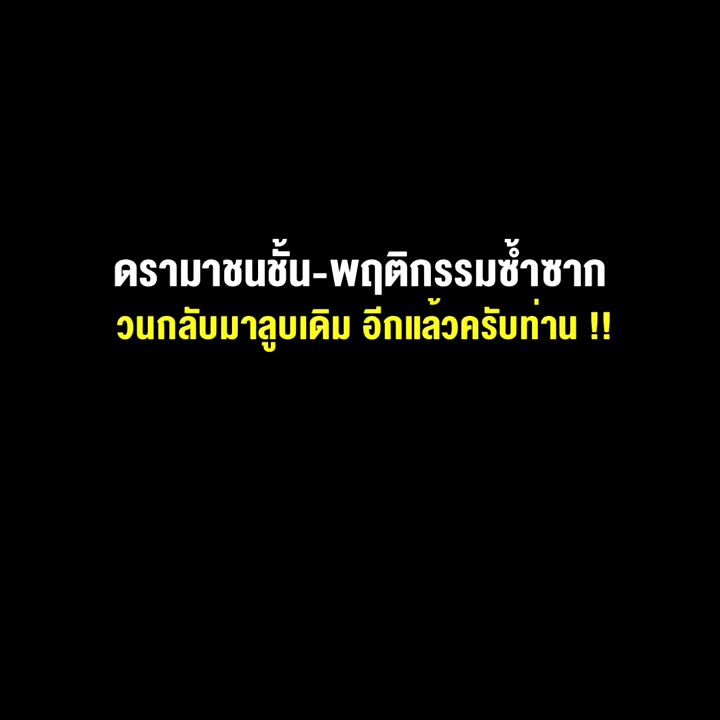 ดรามาชนชั้น-พฤติกรรมซ้ำซาก
วนกลับมาลูบเดิม อีกแล้วครับท่าน !!